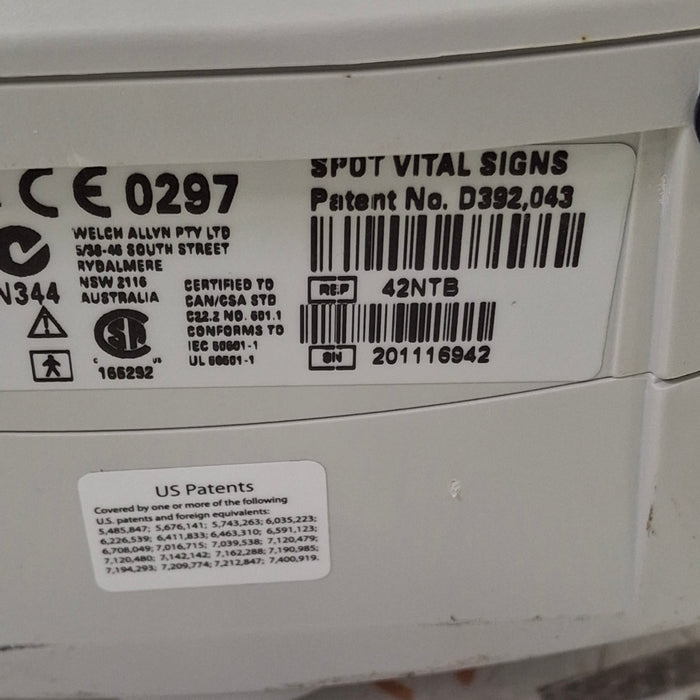 CE 0297
WELCH ALLYN PTY LTD
5/38-46 SOUTH STREET
RYDALMERE
NSW 2116
AUSTRALIA
N344
CERTIFIED TO
CAN/CSA STD
C22.2 NO. 601.1
CONFORMS TO
IEC 60601-1
UL 60601-1
C US
166292
SPOT VITAL SIGNS
Patent No. D392,043
REF 42NTB
SN 201116942
US Patents
Covered by one or more of the following
U.S. patents and foreign equivalents:
5,485,847; 5,676,141; 5,743,263; 6,035,223;
6,226,539; 6,411,833; 6,463,310; 6,591,123;
6,708,049; 7,016,715; 7,039,538; 7,120,479;
7,120,480; 7,142,142; 7,162,288; 7,190,985;
7,194,293; 7,209,774; 7,212,847; 7,400,919.